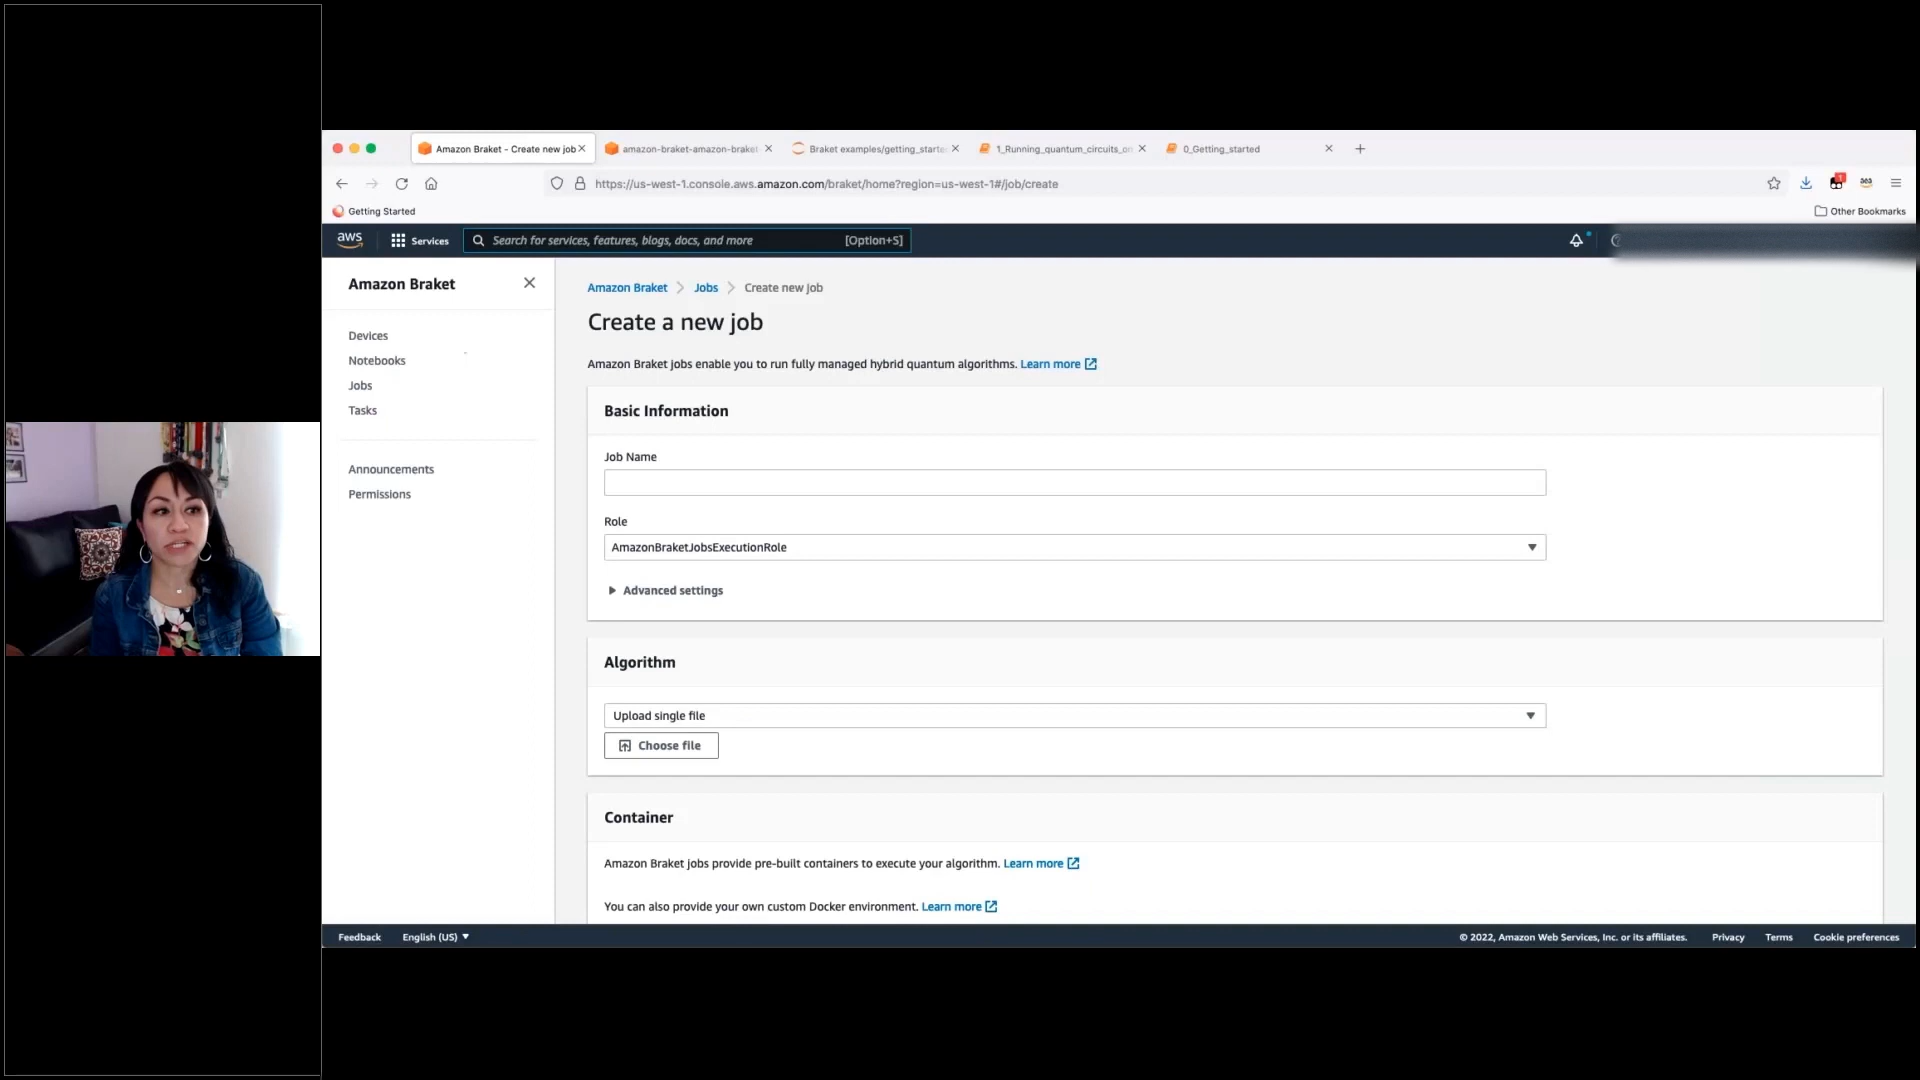 Amazon Braket - Create new job
amazon-braket-amazon-braket-
Braket examples/getting_starte
1_Running_quantum_circuits_on
0_Getting_started
https://us-west-1.console.aws.amazon.com/braket/home?region=us-west-1#/job/create
1
Getting Started
Other Bookmarks
aws
Services
Search for services, features, blogs, docs, and more
[Option+S]
Amazon Braket
Devices
Notebooks
Jobs
Tasks
Announcements
Permissions
Amazon Braket > Jobs > Create new job
Create a new job
Amazon Braket jobs enable you to run fully managed hybrid quantum algorithms. Learn more
Basic Information
Job Name
Role
AmazonBraketJobsExecutionRole
Advanced settings
Algorithm
Upload single file
Choose file
Container
Amazon Braket jobs provide pre-built containers to execute your algorithm. Learn more
You can also provide your own custom Docker environment. Learn more
Feedback
English (US)
© 2022, Amazon Web Services, Inc. or its affiliates.
Privacy
Terms
Cookie preferences